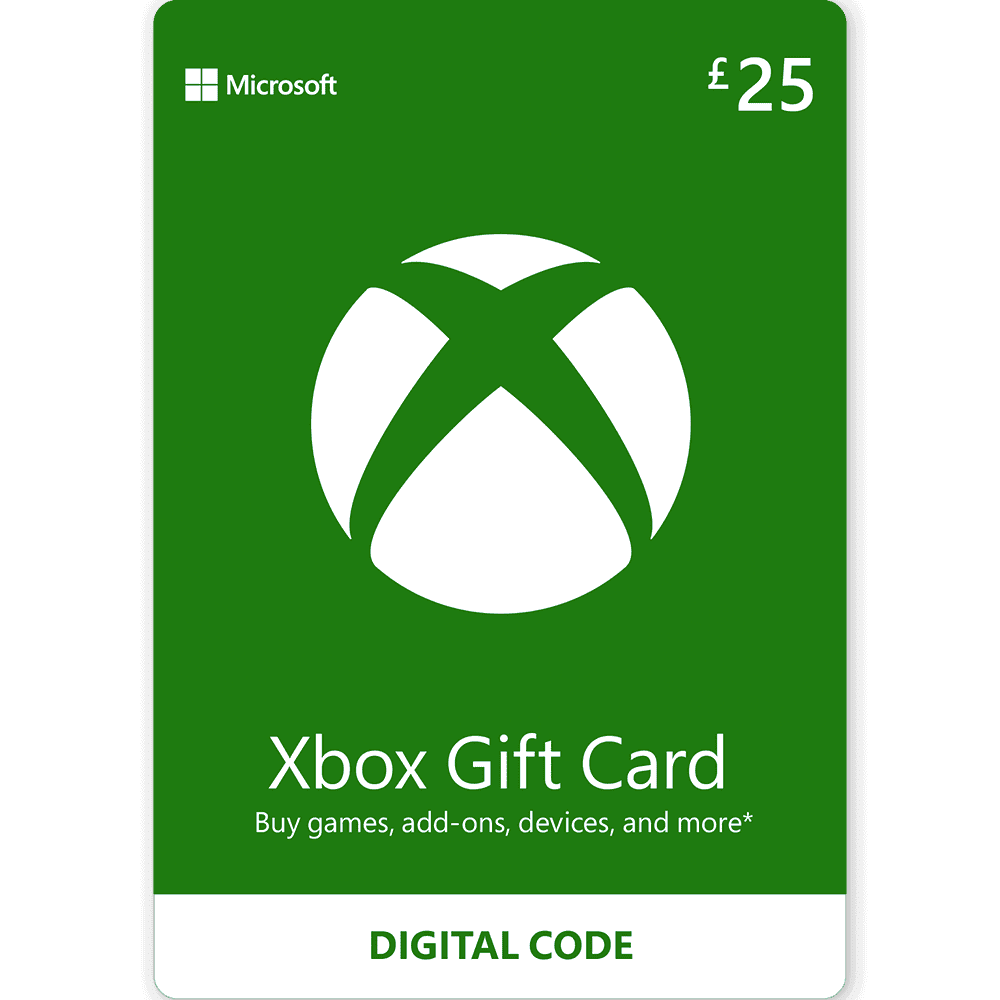 Microsoft
£25
Xbox Gift Card
Buy games, add-ons, devices, and more*
DIGITAL CODE